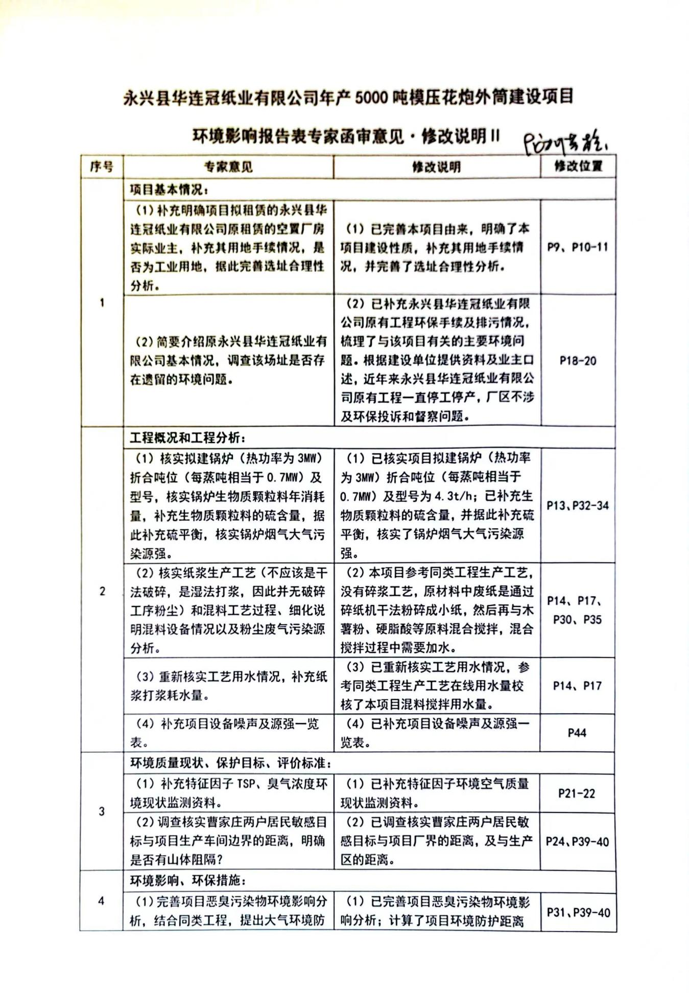 永兴县华连冠纸业有限公司年产 5000 吨模压花炮外筒建设项目
环境影响报告表专家函审意见·修改说明Ⅱ
序号 专家意见 修改说明 修改位置
1
项目基本情况：
（1）补充明确项目拟租赁的永兴县华
连冠纸业有限公司原租赁的空置厂房
实际业主，补充其用地手续情况，是
否为工业用地，据此完善选址合理性
分析。
（1）已完善本项目由来，明确了本
项目建设性质，补充其用地手续情
况，并完善了选址合理性分析。
P9、P10-11
（2）简要介绍原永兴县华连冠纸业有
限公司基本情况，调查该场址是否存
在遗留的环境问题。
（2）已补充永兴县华连冠纸业有限
公司原有工程环保手续及排污情况，
梳理了与该项目有关的主要环境问
题。根据建设单位提供资料及业主口
述，近年来永兴县华连冠纸业有限公
司原有工程一直停工停产，厂区不涉
及环保投诉和督察问题。
P18-20
2
工程概况和工程分析：
（1）核实拟建锅炉（热功率为 3MW）
折合吨位（每蒸吨相当于 0.7MW）及
型号，核实锅炉生物质颗粒料年消耗
量，补充生物质颗粒料的硫含量，据
此补充硫平衡，核实锅炉烟气大气污
染源强。
（1）已核实项目拟建锅炉（热功率
为 3MW）折合吨位（每蒸吨相当于
0.7MW）及型号为 4.3t/h；已补充生
物质颗粒料的硫含量，并据此补充硫
平衡，核实了锅炉烟气大气污染源
强。
P13、P32-34
（2）核实纸浆生产工艺（不应该是干
法破碎，是湿法打浆，因此并无破碎
工序粉尘）和混料工艺过程、细化说
明混料设备情况以及粉尘废气污染源
分析。
（2）本项目参考同类工程生产工艺，
没有碎浆工艺，原材料中废纸是通过
碎纸机干法粉碎成小纸，然后再与木
薯粉、硬脂酸等原料混合搅拌，混合
搅拌过程中需要加水。
P14、P17、
P30、P35
（3）重新核实工艺用水情况，补充纸
浆打浆耗水量。
（3）已重新核实工艺用水情况，参
考同类工程生产工艺在线用水量校
核了本项目混料搅拌用水量。
P14、P17
（4）补充项目设备噪声及源强一览
表。
（4）已补充项目设备噪声及源强一
览表。
P44
3
环境质量现状、保护目标、评价标准：
（1）补充特征因子 TSP、臭气浓度环
境现状监测资料。
（1）已补充特征因子环境空气质量
现状监测资料。
P21-22
（2）调查核实曹家庄两户居民敏感目
标与项目生产车间边界的距离，明确
是否有山体阻隔？
（2）已调查核实曹家庄两户居民敏
感目标与项目厂界的距离，及与生产
区的距离。
P24、P39-40
4
环境影响、环保措施：
（1）完善项目恶臭污染物环境影响分
析，结合同类工程，提出大气环境防
（1）已完善项目恶臭污染物环境影
响分析；计算了项目环境防护距离
P31、P39-40